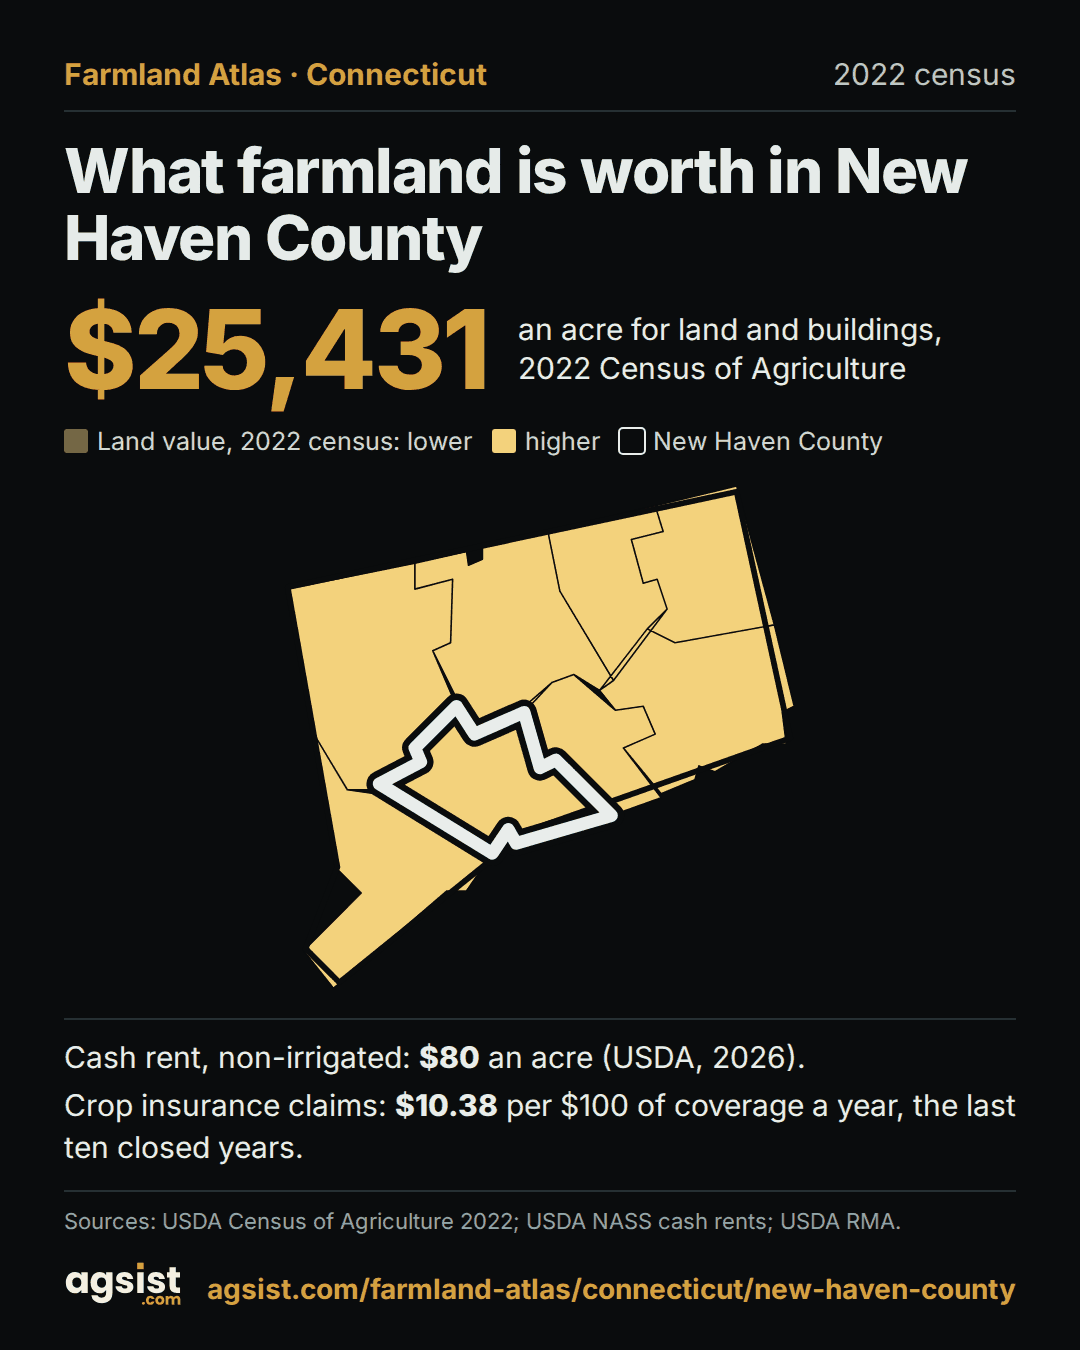 Farmland Atlas · Connecticut
2022 census
What farmland is worth in New
Haven County
$25,431
an acre for land and buildings,
2022 Census of Agriculture
Land value, 2022 census: lower
higher
New Haven County
Cash rent, non-irrigated: $80 an acre (USDA, 2026).
Crop insurance claims: $10.38 per $100 of coverage a year, the last
ten closed years.
Sources: USDA Census of Agriculture 2022; USDA NASS cash rents; USDA RMA.
agsist
.com
agsist.com/farmland-atlas/connecticut/new-haven-county